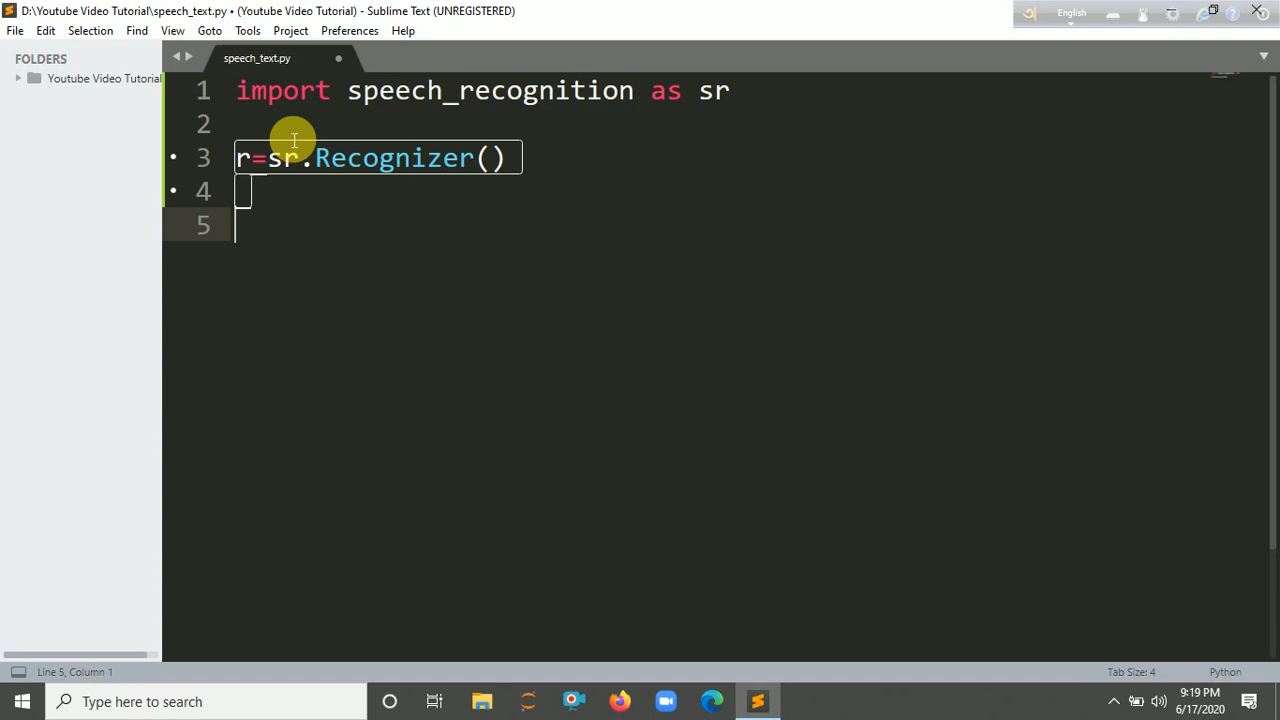 D:\Youtube Video Tutorial\speech_text.py • (Youtube Video Tutorial) - Sublime Text (UNREGISTERED)
English
File Edit Selection Find View Goto Tools Project Preferences Help
FOLDERS
Youtube Video Tutorial
speech_text.py
1 import speech_recognition as sr
2
3 r=sr.Recognizer()
4
5
Line 5, Column 1
Tab Size: 4
Python
Type here to search
9:19 PM
6/17/2020